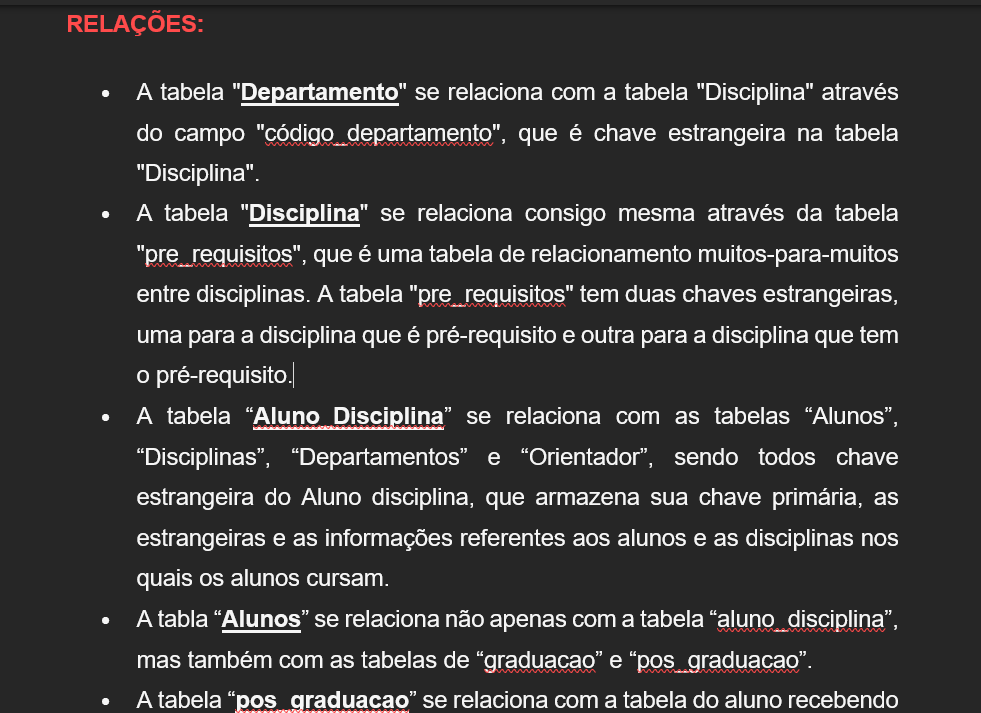 RELAÇÕES:
• A tabela "Departamento" se relaciona com a tabela "Disciplina" através
do campo "código_departamento", que é chave estrangeira na tabela
"Disciplina".
• A tabela "Disciplina" se relaciona consigo mesma através da tabela
"pre_requisitos", que é uma tabela de relacionamento muitos-para-muitos
entre disciplinas. A tabela "pre_requisitos" tem duas chaves estrangeiras,
uma para a disciplina que é pré-requisito e outra para a disciplina que tem
o pré-requisito.
• A tabela “Aluno_Disciplina” se relaciona com as tabelas “Alunos”,
“Disciplinas”, “Departamentos” e “Orientador”, sendo todos chave
estrangeira do Aluno disciplina, que armazena sua chave primária, as
estrangeiras e as informações referentes aos alunos e as disciplinas nos
quais os alunos cursam.
• A tabla “Alunos” se relaciona não apenas com a tabela “aluno_disciplina”,
mas também com as tabelas de “graduacao” e “pos_graduacao”.
• A tabela “pos_graduacao” se relaciona com a tabela do aluno recebendo